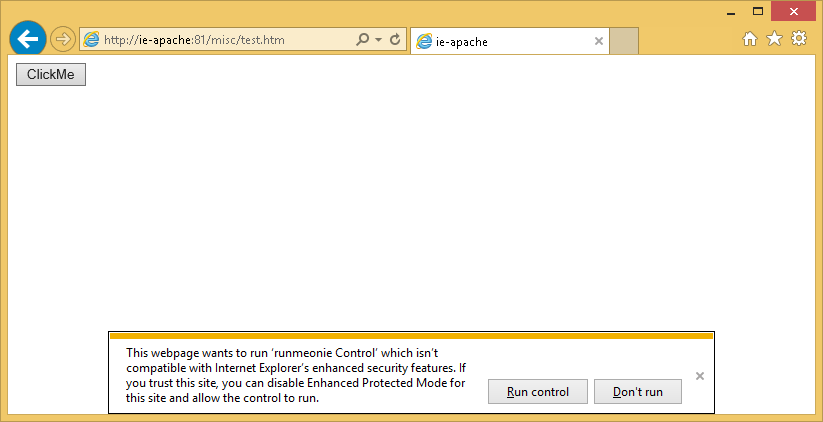 http://ie-apache:81/misc/test.htm
ie-apache
ClickMe
This webpage wants to run ‘runmeonie Control’ which isn’t
compatible with Internet Explorer’s enhanced security features. If
you trust this site, you can disable Enhanced Protected Mode for
this site and allow the control to run.
Run control
Don't run